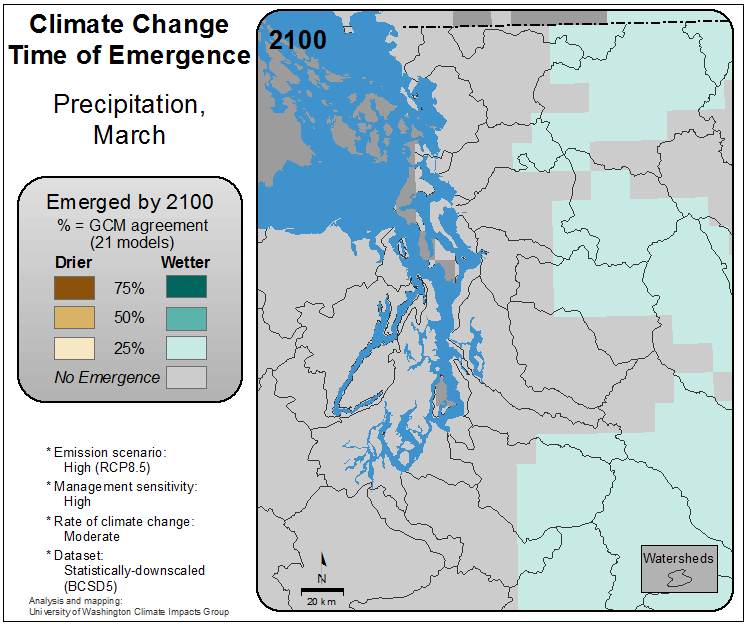 Climate Change
Time of Emergence
Precipitation,
March
Emerged by 2100
% = GCM agreement
(21 models)
Drier Wetter
75%
50%
25%
No Emergence
* Emission scenario:
High (RCP8.5)
* Management sensitivity:
High
* Rate of climate change:
Moderate
* Dataset:
Statistically-downscaled
(BCSD5)
Analysis and mapping:
University of Washington Climate Impacts Group
2100
N
20 km
Watersheds